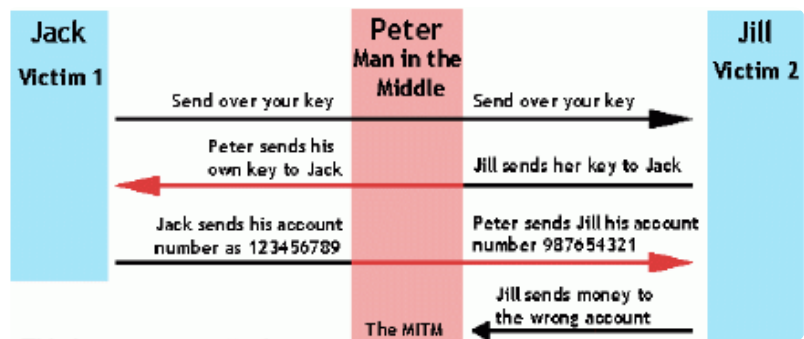 Jack
Victim 1
Peter
Man in the
Middle
Jill
Victim 2
Send over your key
Send over your key
Peter sends his
own key to Jack
Jill sends her key to Jack
Jack sends his account
number as 123456789
Peter sends Jill his account
number 987654321
Jill sends money to
the wrong account
The MITM